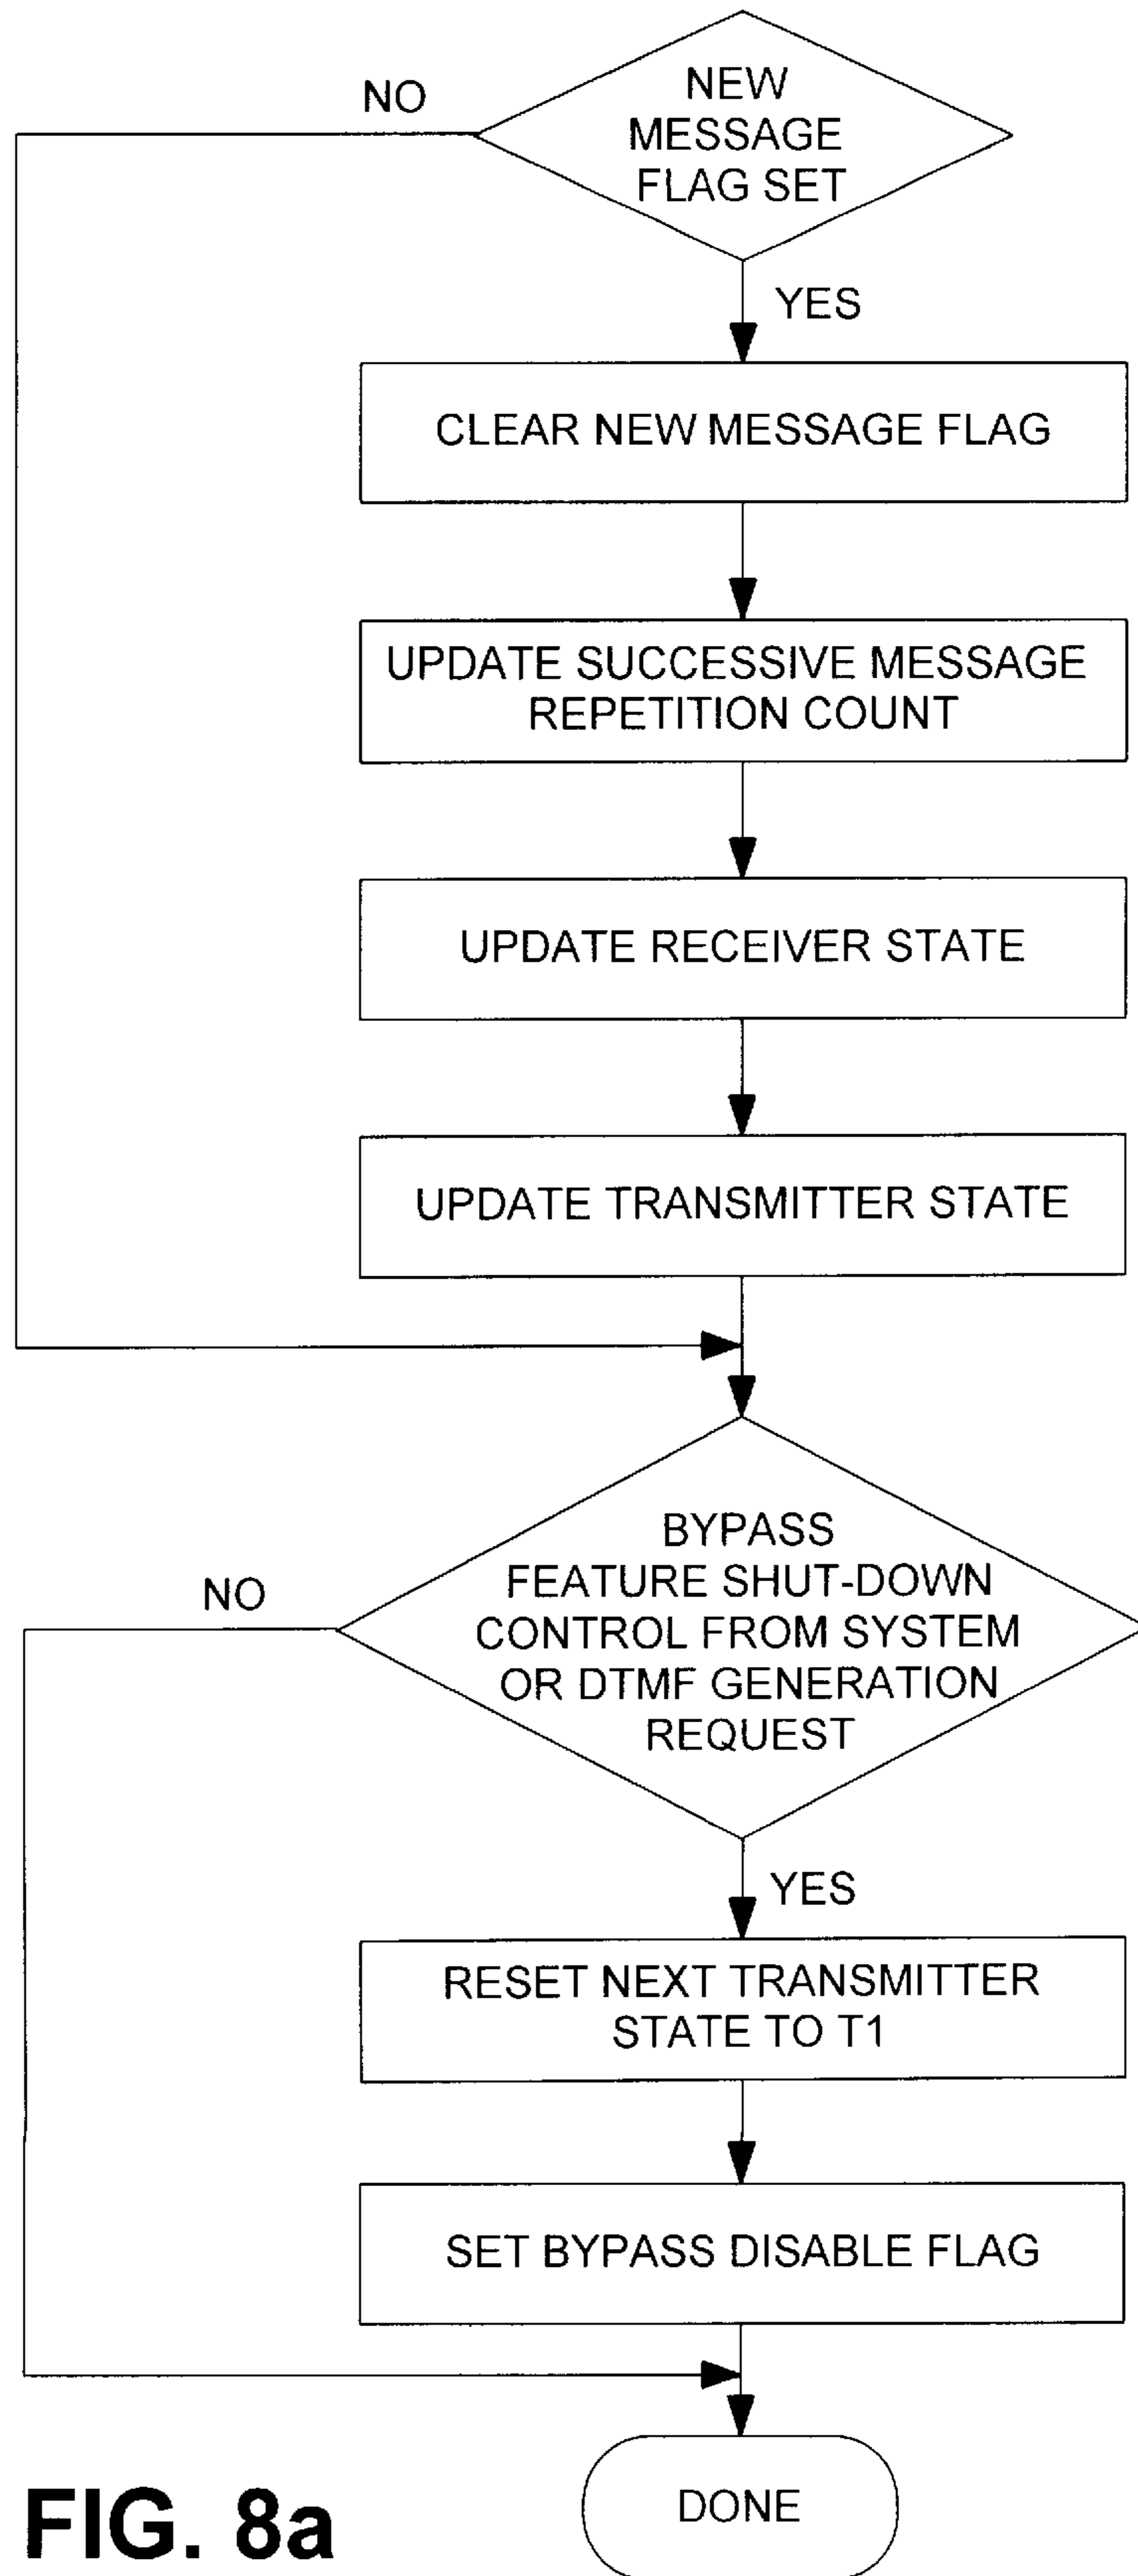 NEW
MESSAGE
FLAG SET
NO
YES
CLEAR NEW MESSAGE FLAG
UPDATE SUCCESSIVE MESSAGE
REPETITION COUNT
UPDATE RECEIVER STATE
UPDATE TRANSMITTER STATE
BYPASS
FEATURE SHUT-DOWN
CONTROL FROM SYSTEM
OR DTMF GENERATION
REQUEST
NO
YES
RESET NEXT TRANSMITTER
STATE TO T1
SET BYPASS DISABLE FLAG
DONE
FIG. 8a